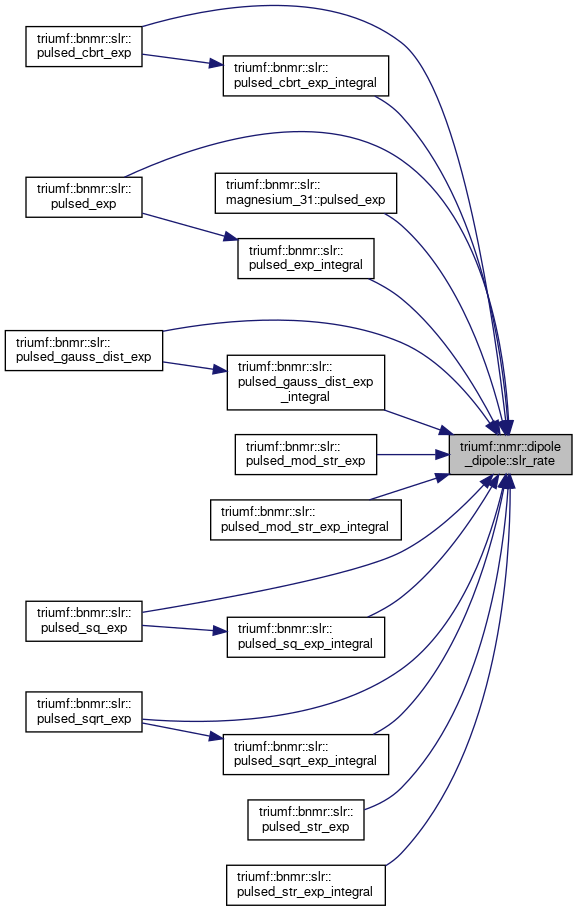 triumf::bnmr::slr::
pulsed_cbrt_exp
triumf::bnmr::slr::
pulsed_cbrt_exp_integral
triumf::bnmr::slr::
pulsed_exp
triumf::bnmr::slr::
magnesium_31::pulsed_exp
triumf::bnmr::slr::
pulsed_exp_integral
triumf::bnmr::slr::
pulsed_gauss_dist_exp
triumf::bnmr::slr::
pulsed_gauss_dist_exp
_integral
triumf::bnmr::slr::
pulsed_mod_str_exp
triumf::nmr::dipole
_dipole::slr_rate
triumf::bnmr::slr::
pulsed_mod_str_exp_integral
triumf::bnmr::slr::
pulsed_sq_exp
triumf::bnmr::slr::
pulsed_sq_exp_integral
triumf::bnmr::slr::
pulsed_sqrt_exp
triumf::bnmr::slr::
pulsed_sqrt_exp_integral
triumf::bnmr::slr::
pulsed_str_exp
triumf::bnmr::slr::
pulsed_str_exp_integral